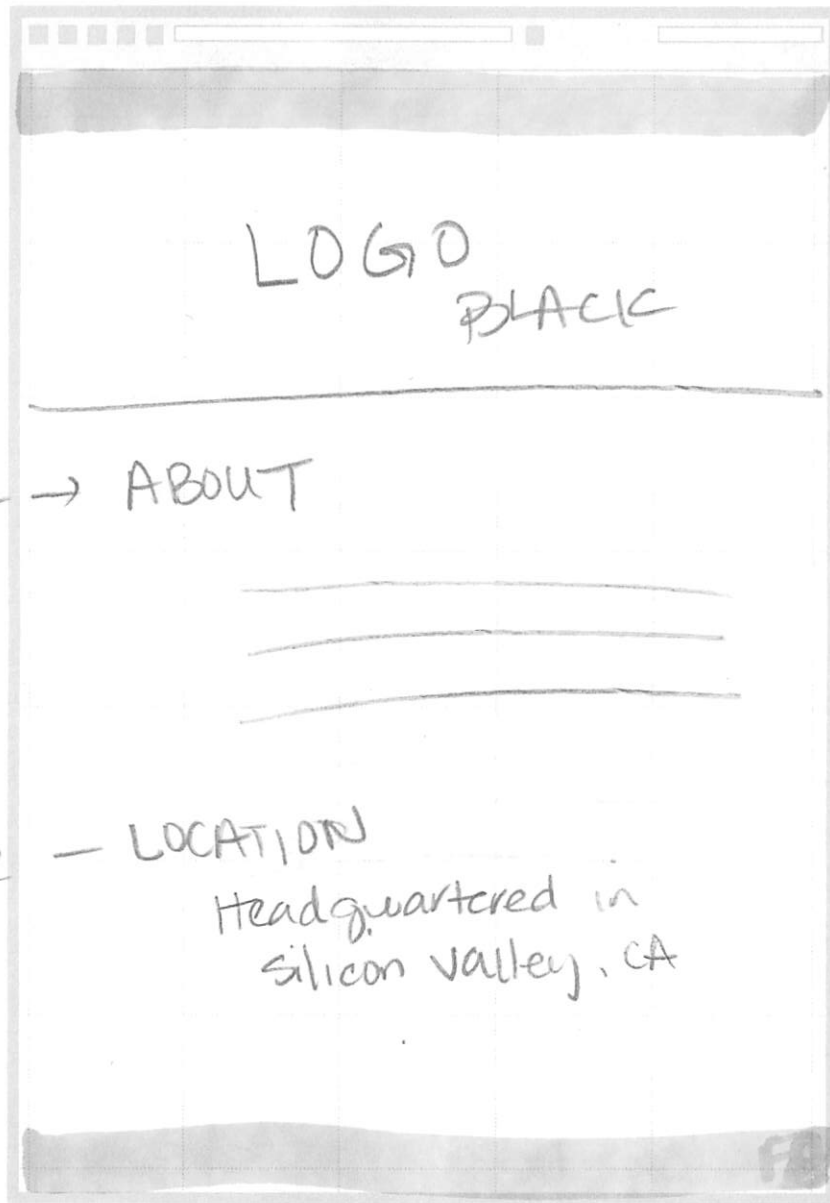 LOGO
BLACK
→ ABOUT
— LOCATION
Headquartered in
silicon valley, CA